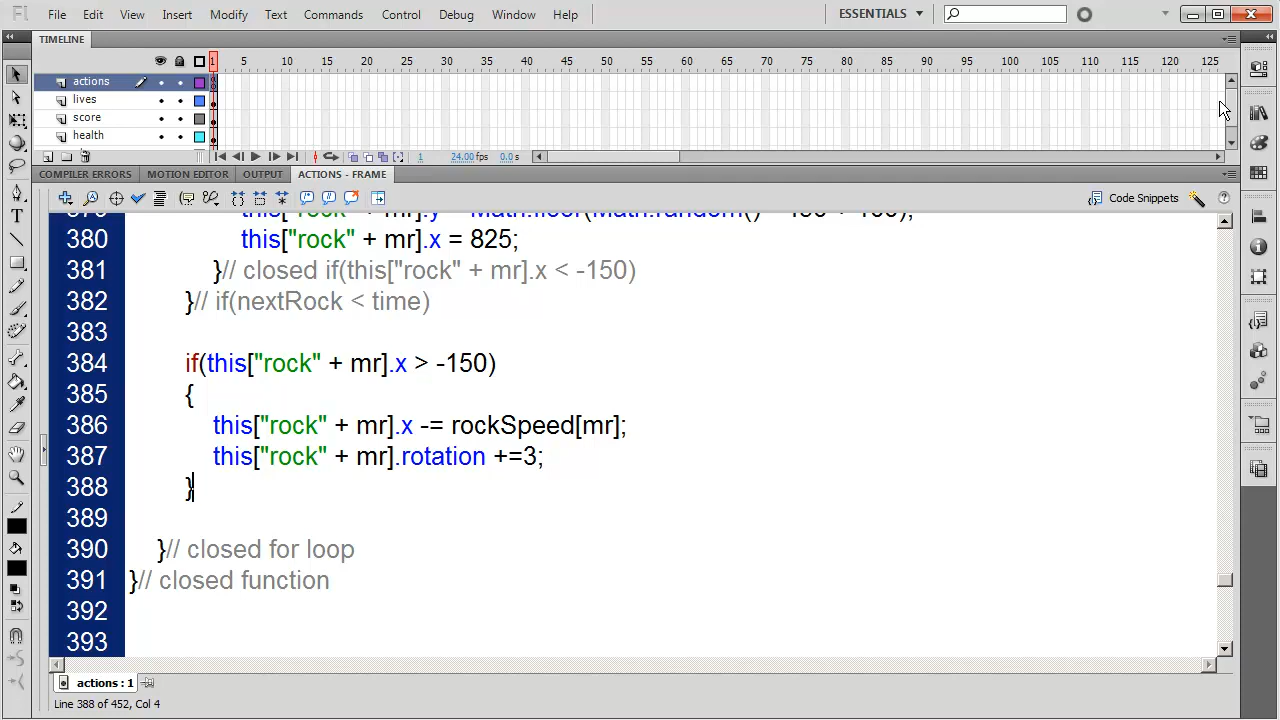 Fl File Edit View Insert Modify Text Commands Control Debug Window Help ESSENTIALS
TIMELINE
1 5 10 15 20 25 30 35 40 45 50 55 60 65 70 75 80 85 90 95 100 105 110 115 120 125
actions
lives
score
health
1 24.00 fps 0.0 s
COMPILER ERRORS MOTION EDITOR OUTPUT ACTIONS - FRAME
Code Snippets
380 this["rock" + mr].x = 825;
381 }// closed if(this["rock" + mr].x < -150)
382 }// if(nextRock < time)
383
384 if(this["rock" + mr].x > -150)
385 {
386 this["rock" + mr].x -= rockSpeed[mr];
387 this["rock" + mr].rotation +=3;
388 }
389
390 }// closed for loop
391 }// closed function
392
393
actions : 1
Line 388 of 452, Col 4